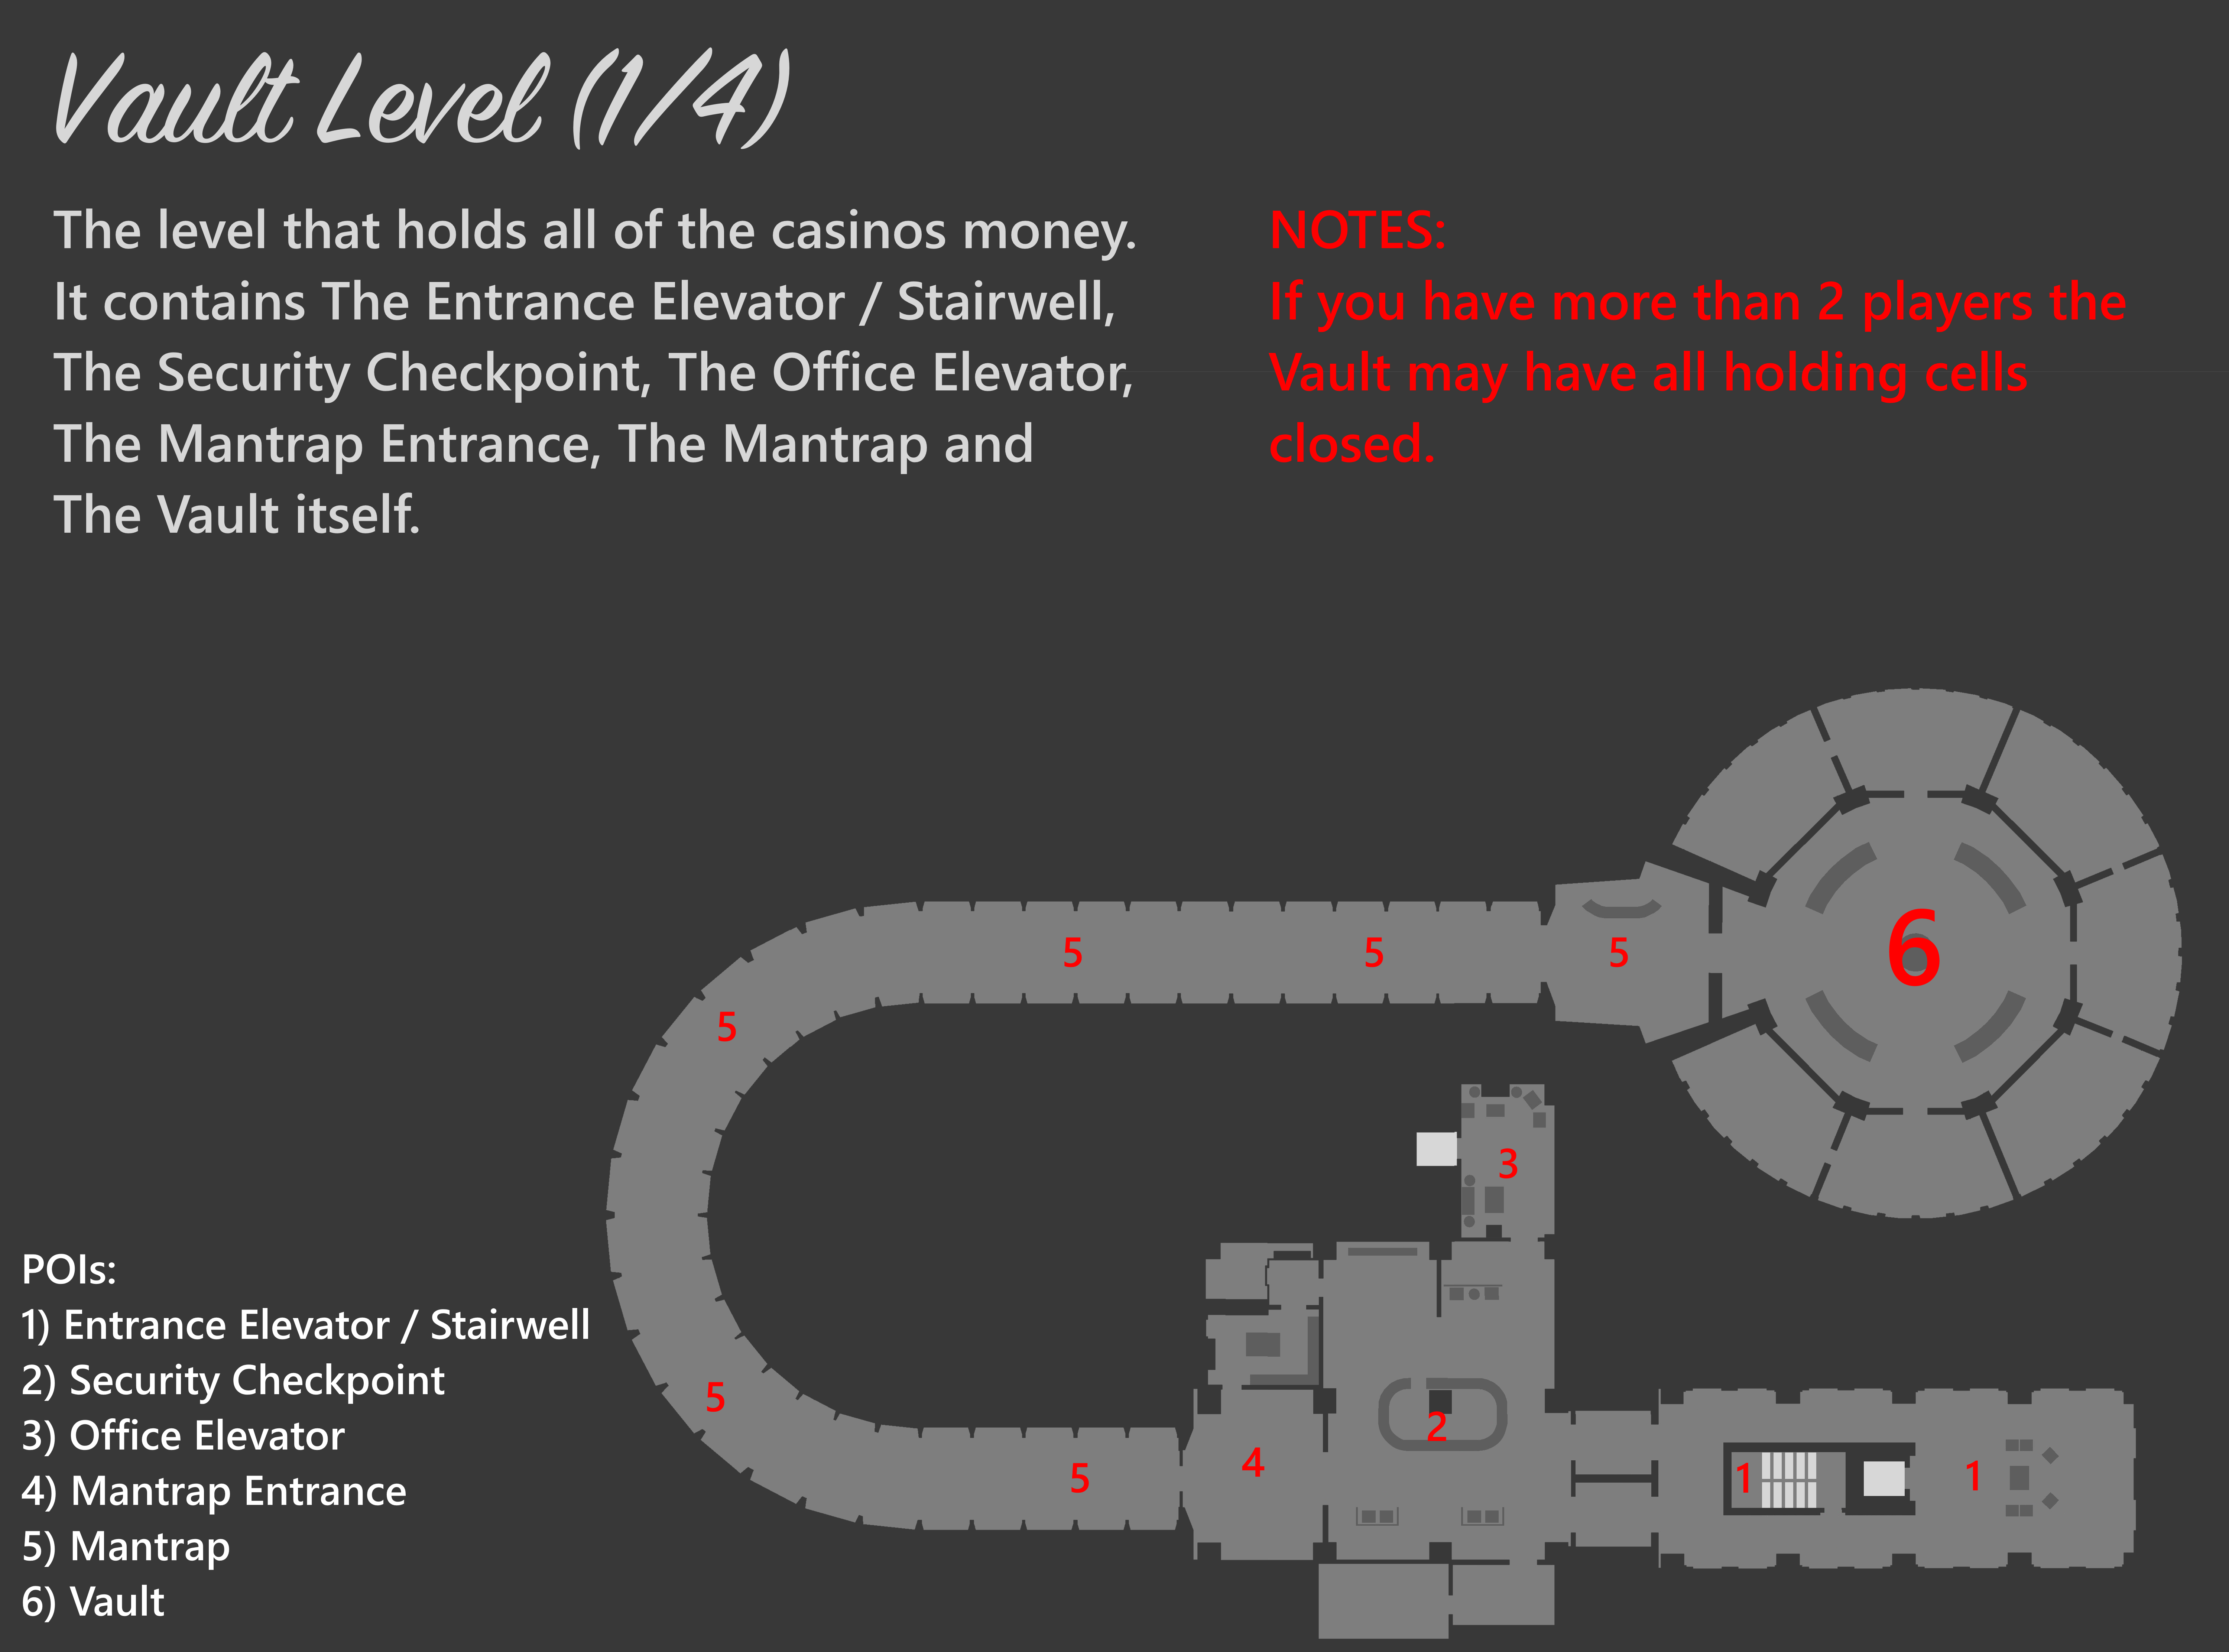 Vault Level (1/4)
The level that holds all of the casinos money.
It contains The Entrance Elevator / Stairwell,
The Security Checkpoint, The Office Elevator,
The Mantrap Entrance, The Mantrap and
The Vault itself.
NOTES:
If you have more than 2 players the
Vault may have all holding cells
closed.
6
5 5 5
5
3
5
2
4
5
1 1
POIs:
1) Entrance Elevator / Stairwell
2) Security Checkpoint
3) Office Elevator
4) Mantrap Entrance
5) Mantrap
6) Vault